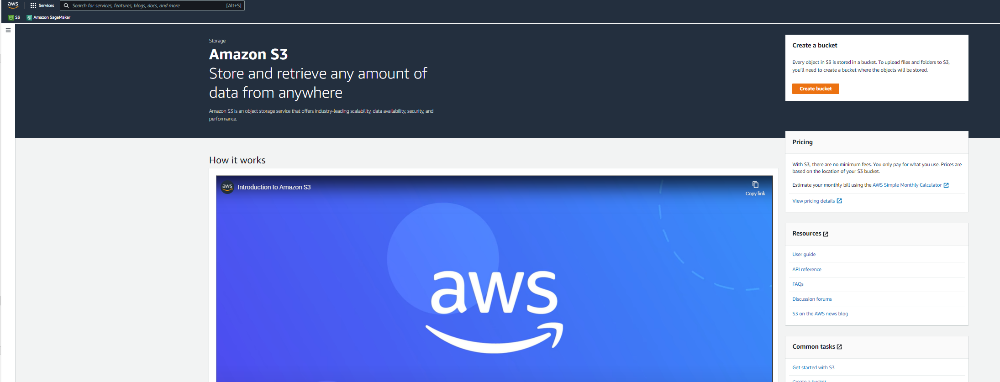 aws
Services
Search for services, features, blogs, docs, and more
[Alt+S]
S3
Amazon SageMaker
Storage
Amazon S3
Store and retrieve any amount of
data from anywhere
Amazon S3 is an object storage service that offers industry-leading scalability, data availability, security, and
performance.
Create a bucket
Every object in S3 is stored in a bucket. To upload files and folders to S3,
you'll need to create a bucket where the objects will be stored.
Create bucket
How it works
aws
Introduction to Amazon S3
Copy link
aws
Pricing
With S3, there are no minimum fees. You only pay for what you use. Prices are
based on the location of your S3 bucket.
Estimate your monthly bill using the AWS Simple Monthly Calculator
View pricing details
Resources
User guide
API reference
FAQs
Discussion forums
S3 on the AWS news blog
Common tasks
Get started with S3
Create a bucket